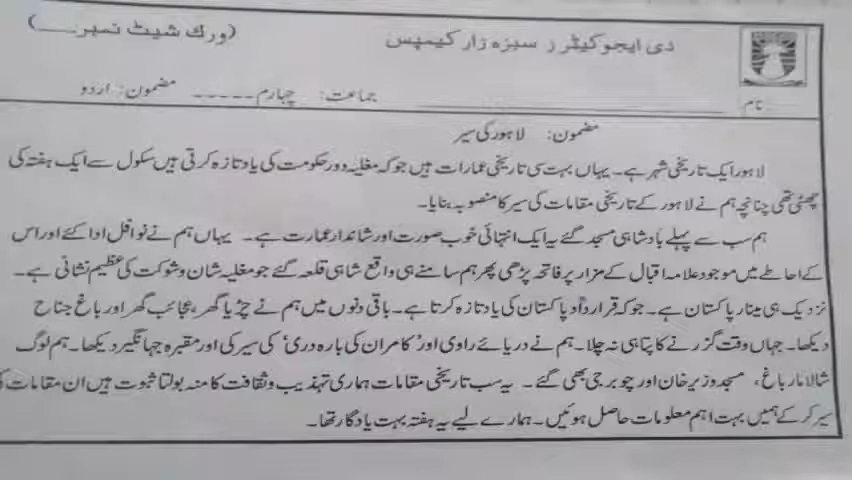 دی ایجوکیٹرز سبزہ زار کیمپس (ورک شیٹ نمبر:ـــــ)
نام ــــــــــــــــــــ جماعت: چہارم ----- مضمون: اردو
مضمون: لاہور کی سیر
لاہور ایک تاریخی شہر ہے۔ یہاں بہت سی تاریخی عمارات ہیں جو کہ مغلیہ دور حکومت کی یاد تازہ کرتی ہیں سکول سے ایک ہفتہ کی
چھٹی تھی چنانچہ ہم نے لاہور کے تاریخی مقامات کی سیر کا منصوبہ بنایا۔
ہم سب سے پہلے بادشاہی مسجد گئے یہ ایک انتہائی خوب صورت اور شاندار عمارت ہے۔ یہاں ہم نے نوافل ادا کئے اور اس
کے احاطے میں موجود علامہ اقبال کے مزار پر فاتحہ پڑھی پھر ہم سامنے ہی واقع شاہی قلعہ گئے جو مغلیہ شان و شوکت کی عظیم نشانی ہے۔
نزدیک ہی مینار پاکستان ہے۔ جو کہ قرارداد پاکستان کی یاد تازہ کرتا ہے۔ باقی دنوں میں ہم نے چڑیا گھر، عجائب گھر اور باغ جناح
دیکھا۔ جہاں وقت گزرنے کا پتا ہی نہ چلا۔ ہم نے دریائے راوی اور 'کامران کی بارہ دری' کی سیر کی اور مقبرہ جہانگیر دیکھا۔ ہم لوگ
شالا مار باغ، مسجد وزیر خان اور چوبرجی بھی گئے۔ یہ سب تاریخی مقامات ہماری تہذیب و ثقافت کا منہ بولتا ثبوت ہیں ان مقامات کی
سیر کر کے ہمیں بہت اہم معلومات حاصل ہوئیں۔ ہمارے لیے یہ ہفتہ بہت یادگار تھا۔